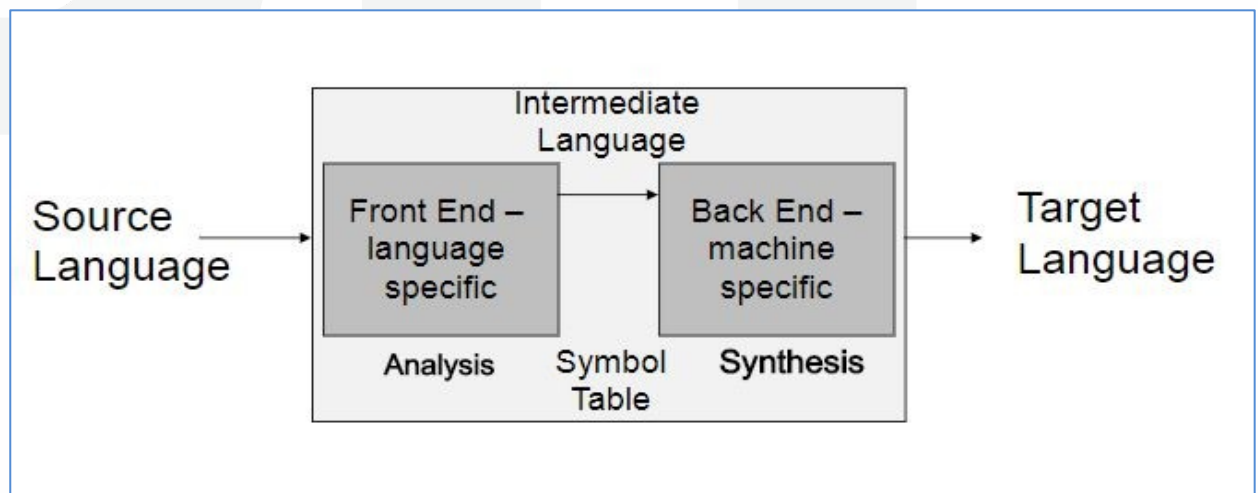 Intermediate
Language
Source
Language
Front End –
language
specific
Back End –
machine
specific
Target
Language
Analysis
Symbol
Table
Synthesis